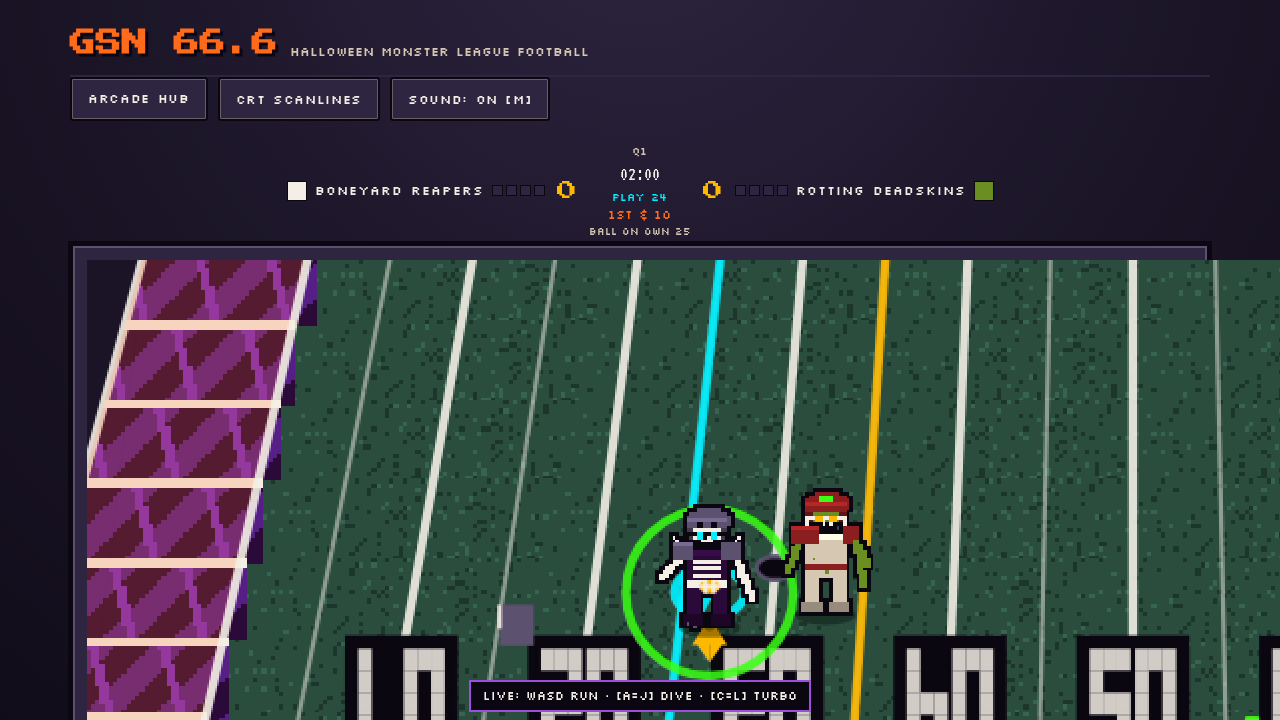 GSN 66.6
HALLOWEEN MONSTER LEAGUE FOOTBALL
ARCADE HUB
CRT SCANLINES
SOUND: ON [M]
Q1
02:00
BONEYARD REAPERS 0
0 ROTTING DEADSKINS
PLAY 24
1ST & 10
BALL ON OWN 25
LIVE: WASD RUN · [A=J] DIVE · [C=L] TURBO